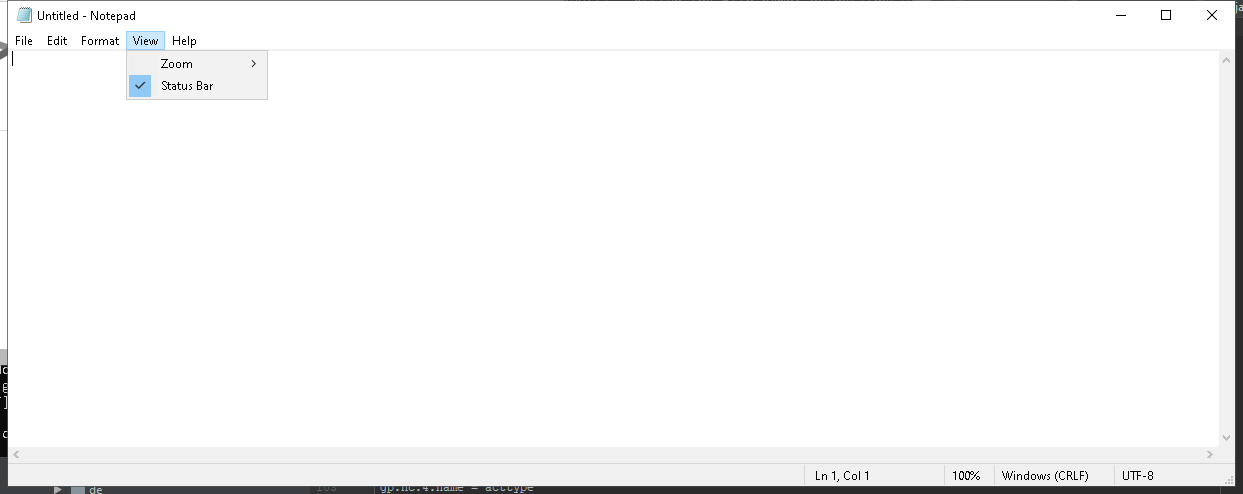 Untitled - Notepad
File Edit Format View Help
Zoom
Status Bar
Ln 1, Col 1 100% Windows (CRLF) UTF-8
de
gp.nc.4.name = acttype